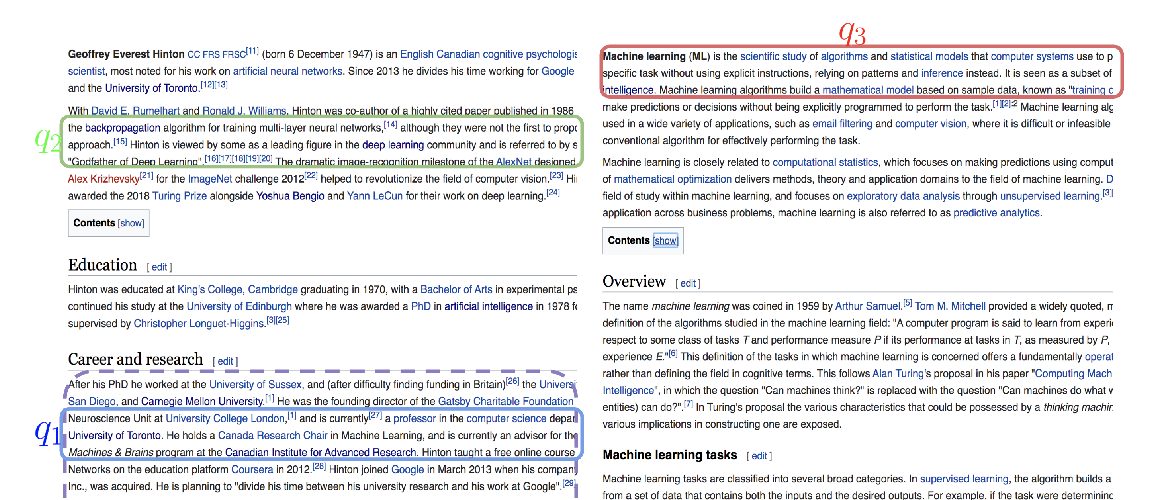 Geoffrey Everest Hinton CC FRS FRSC[11] (born 6 December 1947) is an English Canadian cognitive psychologis
scientist, most noted for his work on artificial neural networks. Since 2013 he divides his time working for Google
and the University of Toronto.[12][13]
With David E. Rumelhart and Ronald J. Williams, Hinton was co-author of a highly cited paper published in 1986
q2
the backpropagation algorithm for training multi-layer neural networks,[14] although they were not the first to propo
approach.[15] Hinton is viewed by some as a leading figure in the deep learning community and is referred to by s
"Godfather of Deep Learning".[16][17][18][19][20] The dramatic image-recognition milestone of the AlexNet designed
Alex Krizhevsky[21] for the ImageNet challenge 2012[22] helped to revolutionize the field of computer vision.[23] Hi
awarded the 2018 Turing Prize alongside Yoshua Bengio and Yann LeCun for their work on deep learning.[24]
Contents [show]
Education [ edit ]
Hinton was educated at King's College, Cambridge graduating in 1970, with a Bachelor of Arts in experimental ps
continued his study at the University of Edinburgh where he was awarded a PhD in artificial intelligence in 1978 fo
supervised by Christopher Longuet-Higgins.[3][25]
Career and research [ edit ]
After his PhD he worked at the University of Sussex, and (after difficulty finding funding in Britain)[26] the Univers
San Diego, and Carnegie Mellon University.[1] He was the founding director of the Gatsby Charitable Foundation
q1
Neuroscience Unit at University College London,[1] and is currently[27] a professor in the computer science depa
University of Toronto. He holds a Canada Research Chair in Machine Learning, and is currently an advisor for the
Machines & Brains program at the Canadian Institute for Advanced Research. Hinton taught a free online course
Networks on the education platform Coursera in 2012.[28] Hinton joined Google in March 2013 when his company
Inc., was acquired. He is planning to "divide his time between his university research and his work at Google".[29]
q3
Machine learning (ML) is the scientific study of algorithms and statistical models that computer systems use to p
specific task without using explicit instructions, relying on patterns and inference instead. It is seen as a subset of
intelligence. Machine learning algorithms build a mathematical model based on sample data, known as "training d
make predictions or decisions without being explicitly programmed to perform the task.[1][2]:2 Machine learning alg
used in a wide variety of applications, such as email filtering and computer vision, where it is difficult or infeasible
conventional algorithm for effectively performing the task.
Machine learning is closely related to computational statistics, which focuses on making predictions using comput
of mathematical optimization delivers methods, theory and application domains to the field of machine learning. D
field of study within machine learning, and focuses on exploratory data analysis through unsupervised learning.[3]
application across business problems, machine learning is also referred to as predictive analytics.
Contents [show]
Overview [ edit ]
The name machine learning was coined in 1959 by Arthur Samuel.[5] Tom M. Mitchell provided a widely quoted, m
definition of the algorithms studied in the machine learning field: "A computer program is said to learn from experie
respect to some class of tasks T and performance measure P if its performance at tasks in T, as measured by P,
experience E."[6] This definition of the tasks in which machine learning is concerned offers a fundamentally operat
rather than defining the field in cognitive terms. This follows Alan Turing's proposal in his paper "Computing Mach
Intelligence", in which the question "Can machines think?" is replaced with the question "Can machines do what w
entities) can do?".[7] In Turing's proposal the various characteristics that could be possessed by a thinking machin
various implications in constructing one are exposed.
Machine learning tasks [ edit ]
Machine learning tasks are classified into several broad categories. In supervised learning, the algorithm builds a
from a set of data that contains both the inputs and the desired outputs. For example, if the task were determining